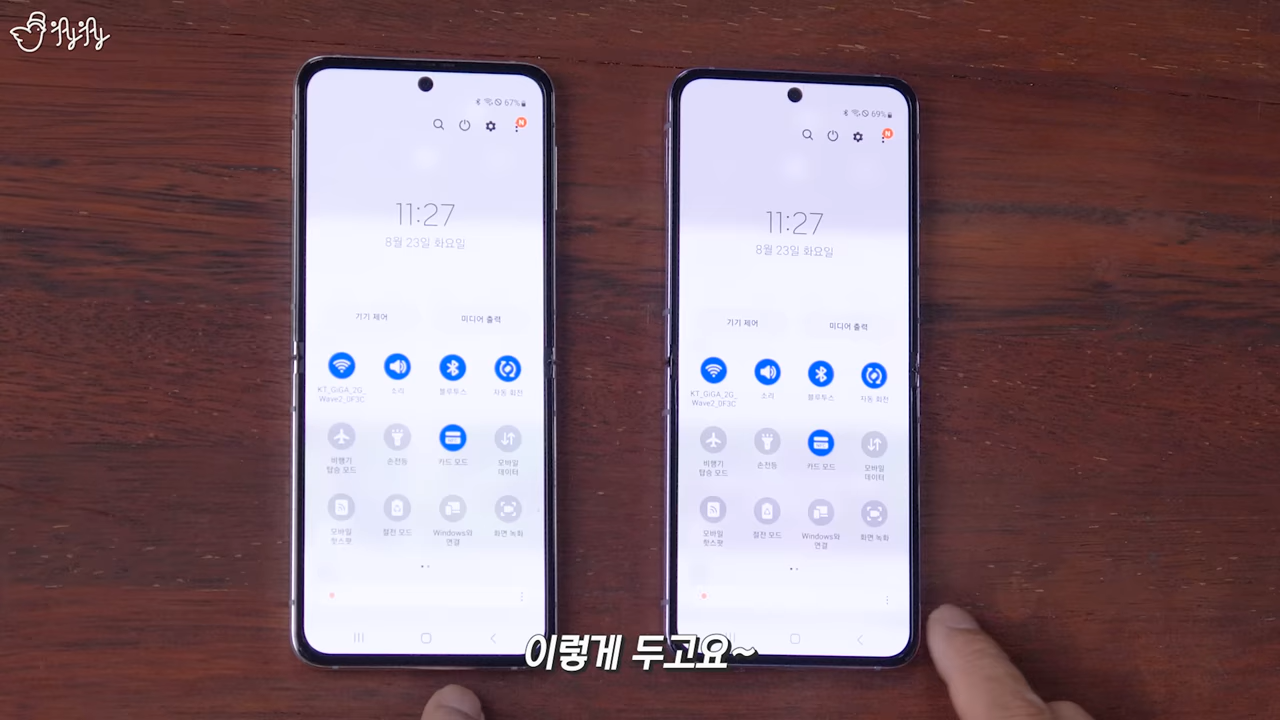 67%
N
11:27
8월 23일 화요일
기기 제어
미디어 출력
KT_GiGA_2G_
Wave2_0F3C
소리
블루투스
자동 회전
비행기
탑승 모드
손전등
카드 모드
모바일
데이터
모바일
핫스팟
절전 모드
Windows와
연결
화면 녹화
69%
N
11:27
8월 23일 화요일
기기 제어
미디어 출력
KT_GiGA_2G_
Wave2_0F3C
소리
블루투스
자동 회전
비행기
탑승 모드
손전등
카드 모드
모바일
데이터
모바일
핫스팟
절전 모드
Windows와
연결
화면 녹화
이렇게 두고요~